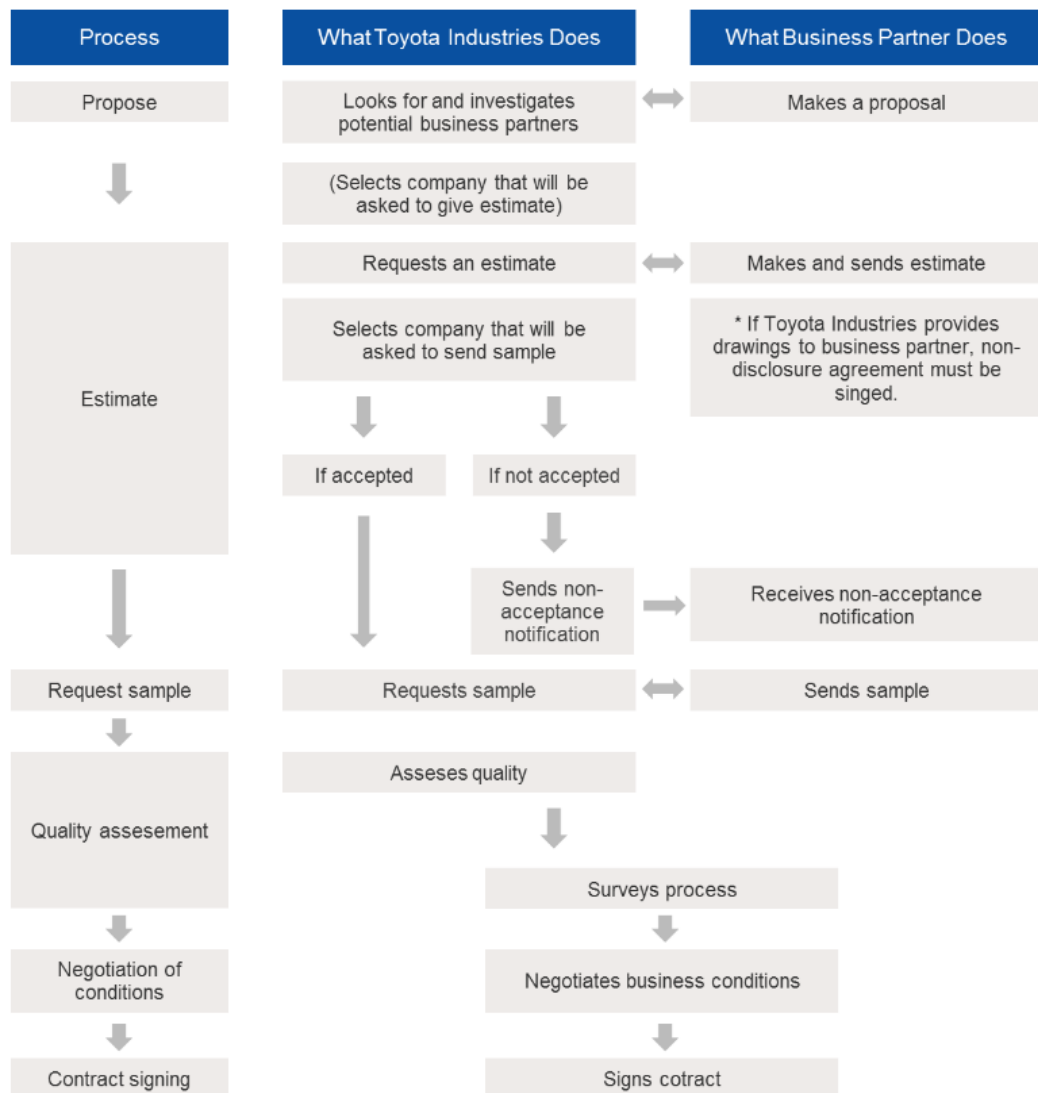 Process
What Toyota Industries Does
What Business Partner Does
Propose
Looks for and investigates
potential business partners
Makes a proposal
(Selects company that will be
asked to give estimate)
Estimate
Requests an estimate
Makes and sends estimate
Selects company that will be
asked to send sample
* If Toyota Industries provides
drawings to business partner, non-
disclosure agreement must be
singed.
If accepted
If not accepted
Sends non-
acceptance
notification
Receives non-acceptance
notification
Request sample
Requests sample
Sends sample
Quality assesement
Asseses quality
Surveys process
Negotiation of
conditions
Negotiates business conditions
Contract signing
Signs cotract